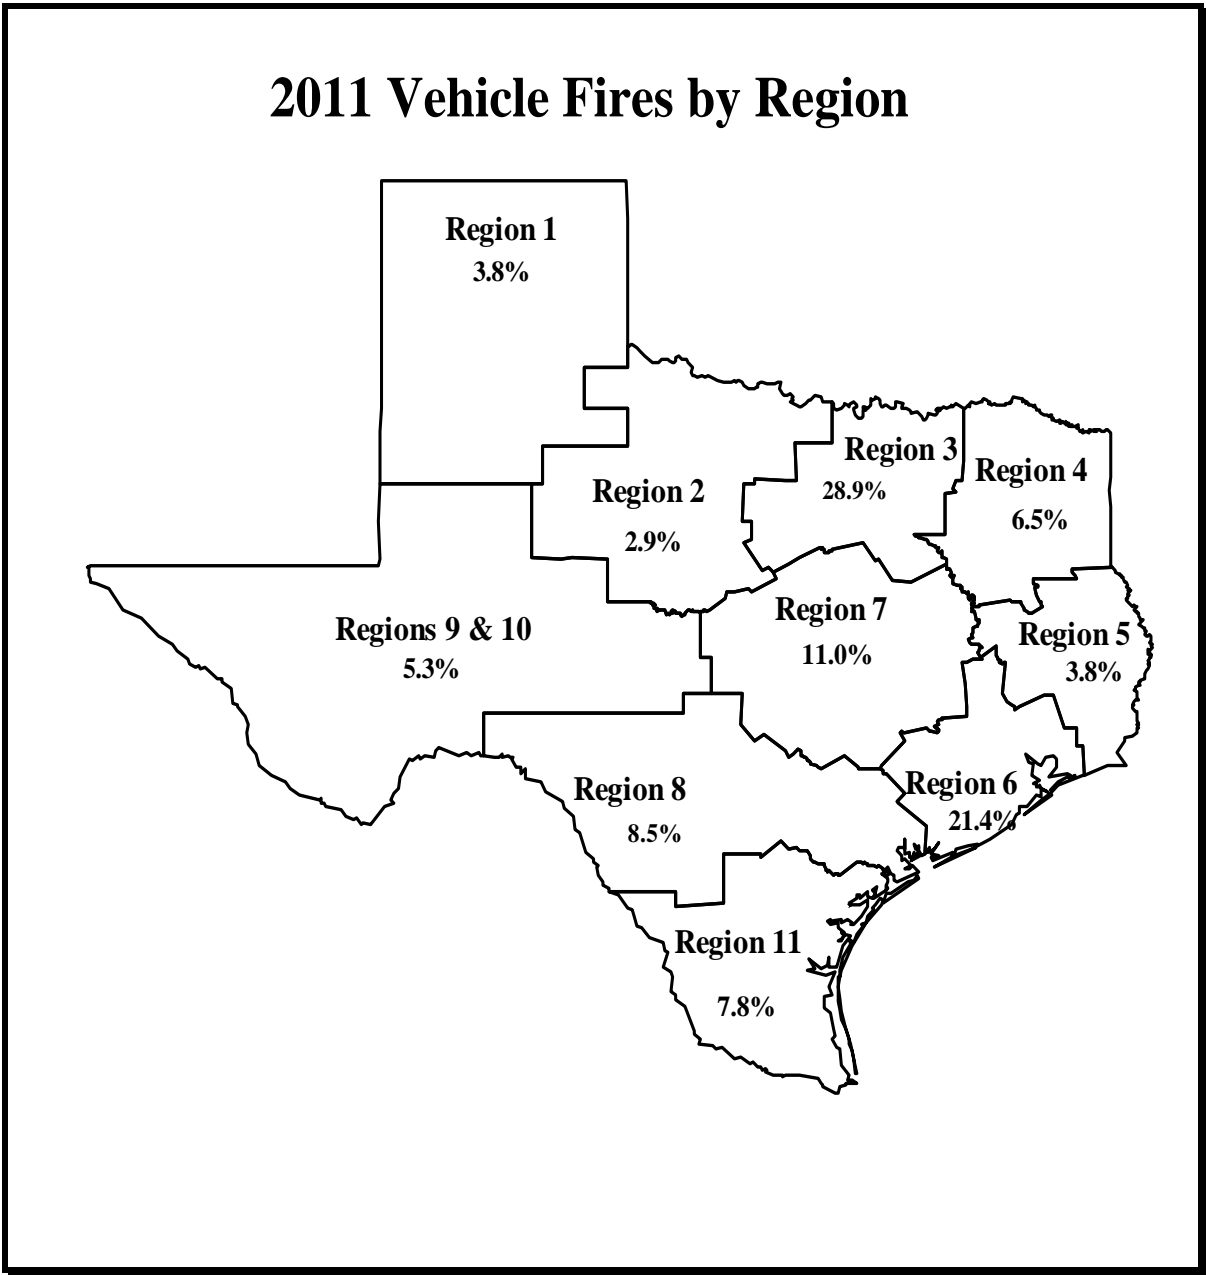 2011 Vehicle Fires by Region
Region 1
3.8%
Region 2
2.9%
Region 3
28.9%
Region 4
6.5%
Regions 9 & 10
5.3%
Region 7
11.0%
Region 5
3.8%
Region 8
8.5%
Region 6
21.4%
Region 11
7.8%